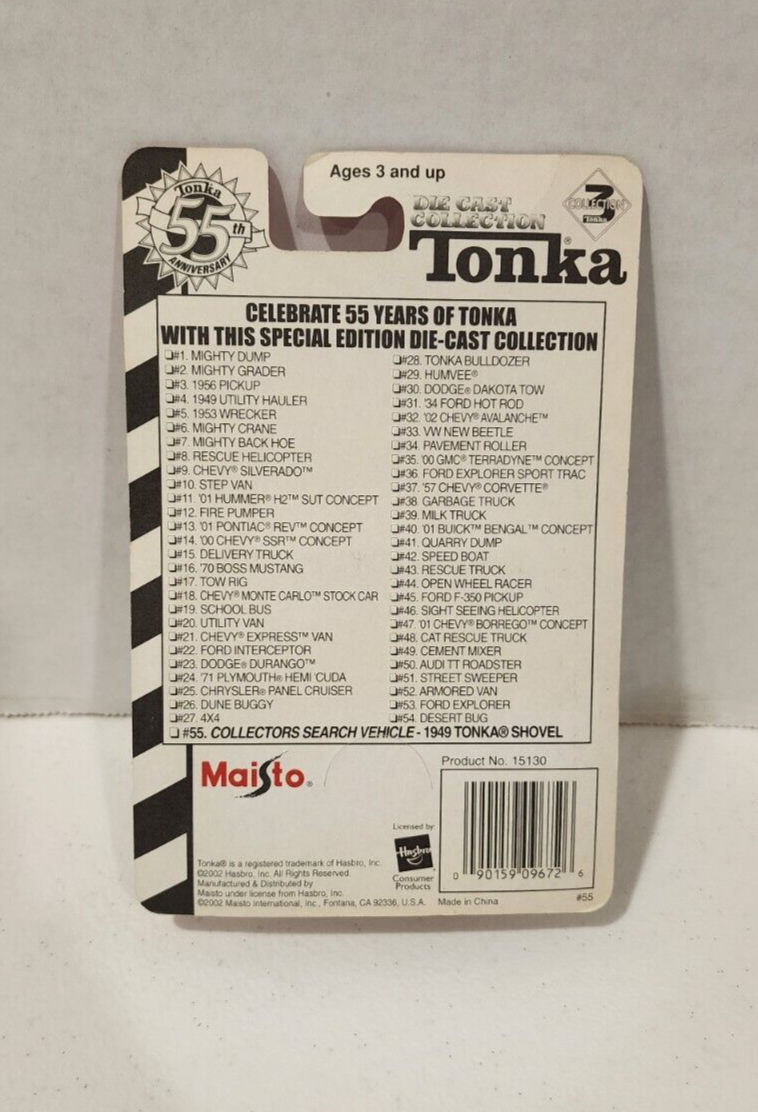 Tonka
55th
ANNIVERSARY
Ages 3 and up
DIE CAST
COLLECTION
Tonka®
COLLECTION
Tonka
CELEBRATE 55 YEARS OF TONKA
WITH THIS SPECIAL EDITION DIE-CAST COLLECTION
❏#1. MIGHTY DUMP
❏#2. MIGHTY GRADER
❏#3. 1956 PICKUP
❏#4. 1949 UTILITY HAULER
❏#5. 1953 WRECKER
❏#6. MIGHTY CRANE
❏#7. MIGHTY BACK HOE
❏#8. RESCUE HELICOPTER
❏#9. CHEVY® SILVERADO™
❏#10. STEP VAN
❏#11. '01 HUMMER® H2™ SUT CONCEPT
❏#12. FIRE PUMPER
❏#13. '01 PONTIAC® REV™ CONCEPT
❏#14. '00 CHEVY® SSR™ CONCEPT
❏#15. DELIVERY TRUCK
❏#16. '70 BOSS MUSTANG
❏#17. TOW RIG
❏#18. CHEVY® MONTE CARLO™ STOCK CAR
❏#19. SCHOOL BUS
❏#20. UTILITY VAN
❏#21. CHEVY® EXPRESS™ VAN
❏#22. FORD INTERCEPTOR
❏#23. DODGE® DURANGO™
❏#24. '71 PLYMOUTH® HEMI 'CUDA
❏#25. CHRYSLER® PANEL CRUISER
❏#26. DUNE BUGGY
❏#27. 4X4
❏#28. TONKA BULLDOZER
❏#29. HUMVEE®
❏#30. DODGE® DAKOTA TOW
❏#31. '34 FORD HOT ROD
❏#32. '02 CHEVY® AVALANCHE™
❏#33. VW NEW BEETLE
❏#34. PAVEMENT ROLLER
❏#35. '00 GMC® TERRADYNE™ CONCEPT
❏#36. FORD EXPLORER SPORT TRAC
❏#37. '57 CHEVY® CORVETTE®
❏#38. GARBAGE TRUCK
❏#39. MILK TRUCK
❏#40. '01 BUICK™ BENGAL™ CONCEPT
❏#41. QUARRY DUMP
❏#42. SPEED BOAT
❏#43. RESCUE TRUCK
❏#44. OPEN WHEEL RACER
❏#45. FORD F-350 PICKUP
❏#46. SIGHT SEEING HELICOPTER
❏#47. '01 CHEVY® BORREGO™ CONCEPT
❏#48. CAT RESCUE TRUCK
❏#49. CEMENT MIXER
❏#50. AUDI TT ROADSTER
❏#51. STREET SWEEPER
❏#52. ARMORED VAN
❏#53. FORD EXPLORER
❏#54. DESERT BUG
❏ #55. COLLECTORS SEARCH VEHICLE - 1949 TONKA® SHOVEL
Maisto®
Product No. 15130
Licensed by:
Hasbro
Consumer
Products
0 90159 09672 6
Tonka® is a registered trademark of Hasbro, Inc.
©2002 Hasbro, Inc. All Rights Reserved.
Manufactured & Distributed by
Maisto under license from Hasbro, Inc.
©2002 Maisto International, Inc., Fontana, CA 92336, U.S.A. Made in China
#55